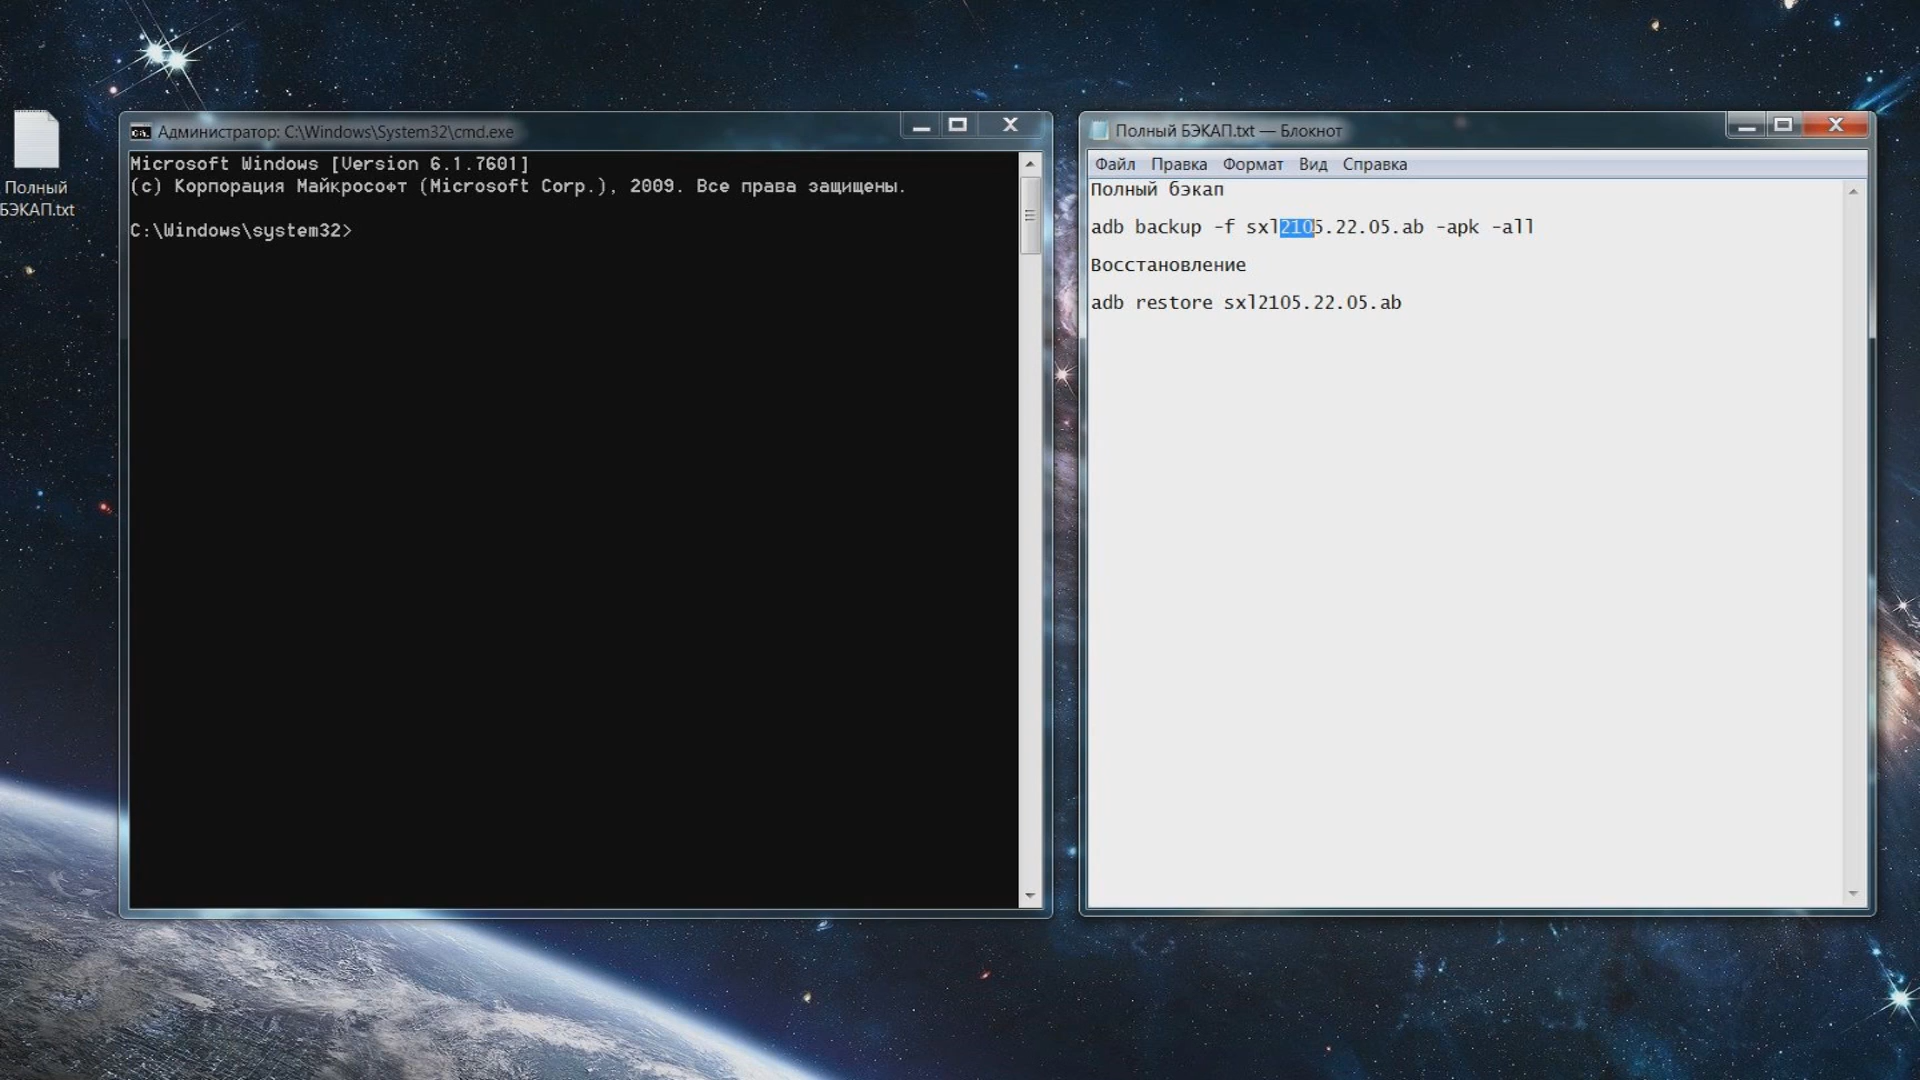 Полный
БЭКАП.txt
Администратор: C:\Windows\System32\cmd.exe
Microsoft Windows [Version 6.1.7601]
(c) Корпорация Майкрософт (Microsoft Corp.), 2009. Все права защищены.
C:\Windows\system32>
Полный БЭКАП.txt — Блокнот
Файл Правка Формат Вид Справка
Полный бэкап
adb backup -f sxl2105.22.05.ab -apk -all
Восстановление
adb restore sxl2105.22.05.ab